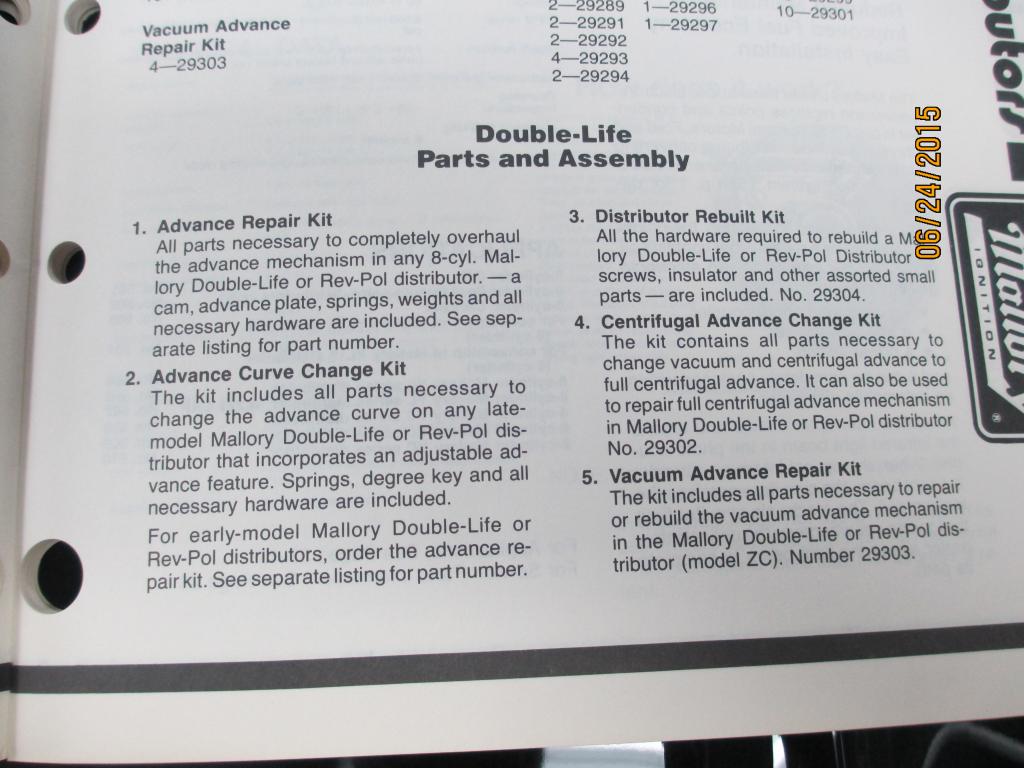 Vacuum Advance
Repair Kit
4—29303
2—29289 1—29296
2—29291 1—29297
2—29292
4—29293
2—29294
10—29301
Double-Life
Parts and Assembly
1. Advance Repair Kit
All parts necessary to completely overhaul
the advance mechanism in any 8-cyl. Mal-
lory Double-Life or Rev-Pol distributor. — a
cam, advance plate, springs, weights and all
necessary hardware are included. See sep-
arate listing for part number.
2. Advance Curve Change Kit
The kit includes all parts necessary to
change the advance curve on any late-
model Mallory Double-Life or Rev-Pol dis-
tributor that incorporates an adjustable ad-
vance feature. Springs, degree key and all
necessary hardware are included.
For early-model Mallory Double-Life or
Rev-Pol distributors, order the advance re-
pair kit. See separate listing for part number.
3. Distributor Rebuilt Kit
All the hardware required to rebuild a Mal-
lory Double-Life or Rev-Pol Distributor
screws, insulator and other assorted small
parts — are included. No. 29304.
4. Centrifugal Advance Change Kit
The kit contains all parts necessary to
change vacuum and centrifugal advance to
full centrifugal advance. It can also be used
to repair full centrifugal advance mechanism
in Mallory Double-Life or Rev-Pol distributor
No. 29302.
5. Vacuum Advance Repair Kit
The kit includes all parts necessary to repair
or rebuild the vacuum advance mechanism
in the Mallory Double-Life or Rev-Pol dis-
tributor (model ZC). Number 29303.
06/24/2015
butors
Mallory
IGNITION
®